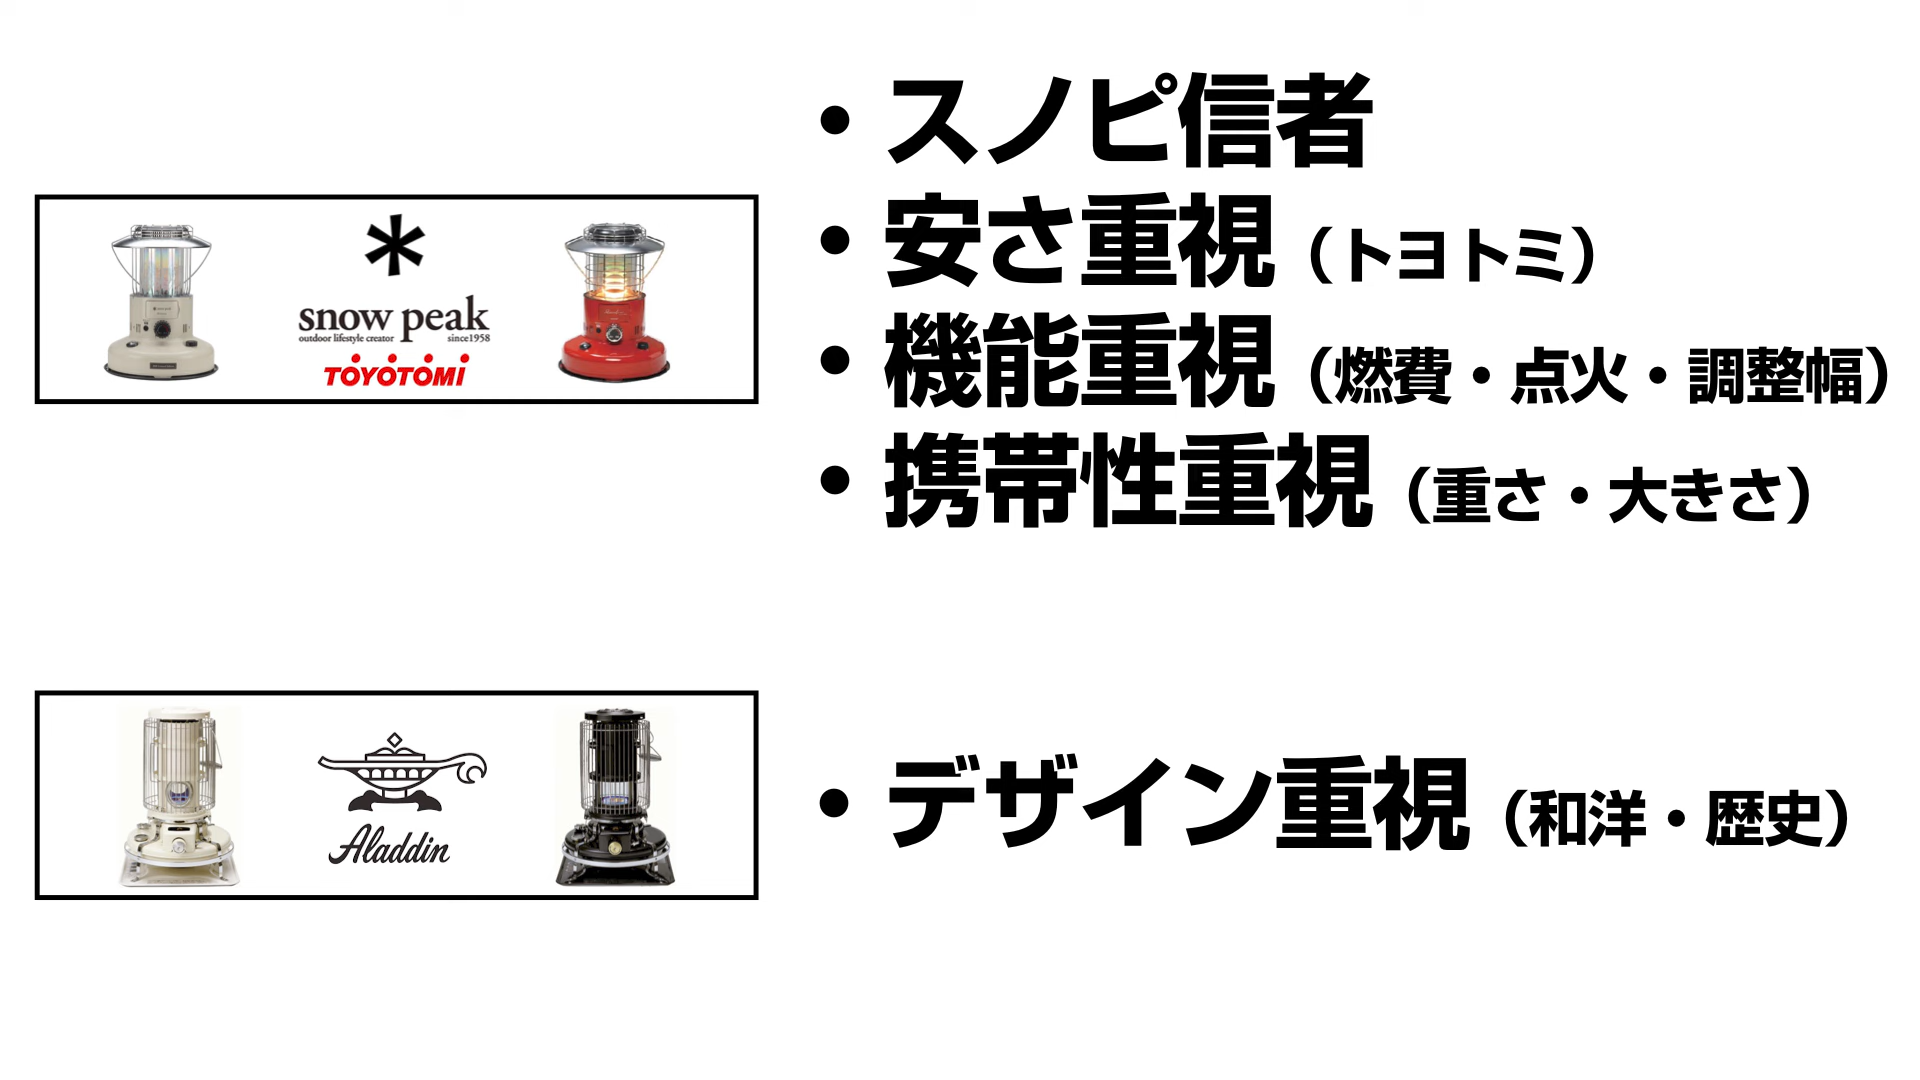 ・スノピ信者
・安さ重視（トヨトミ）
・機能重視（燃費・点火・調整幅）
・携帯性重視（重さ・大きさ）
snow peak
outdoor lifestyle creator since1958
TOYOTOMI
Aladdin
・デザイン重視（和洋・歴史）